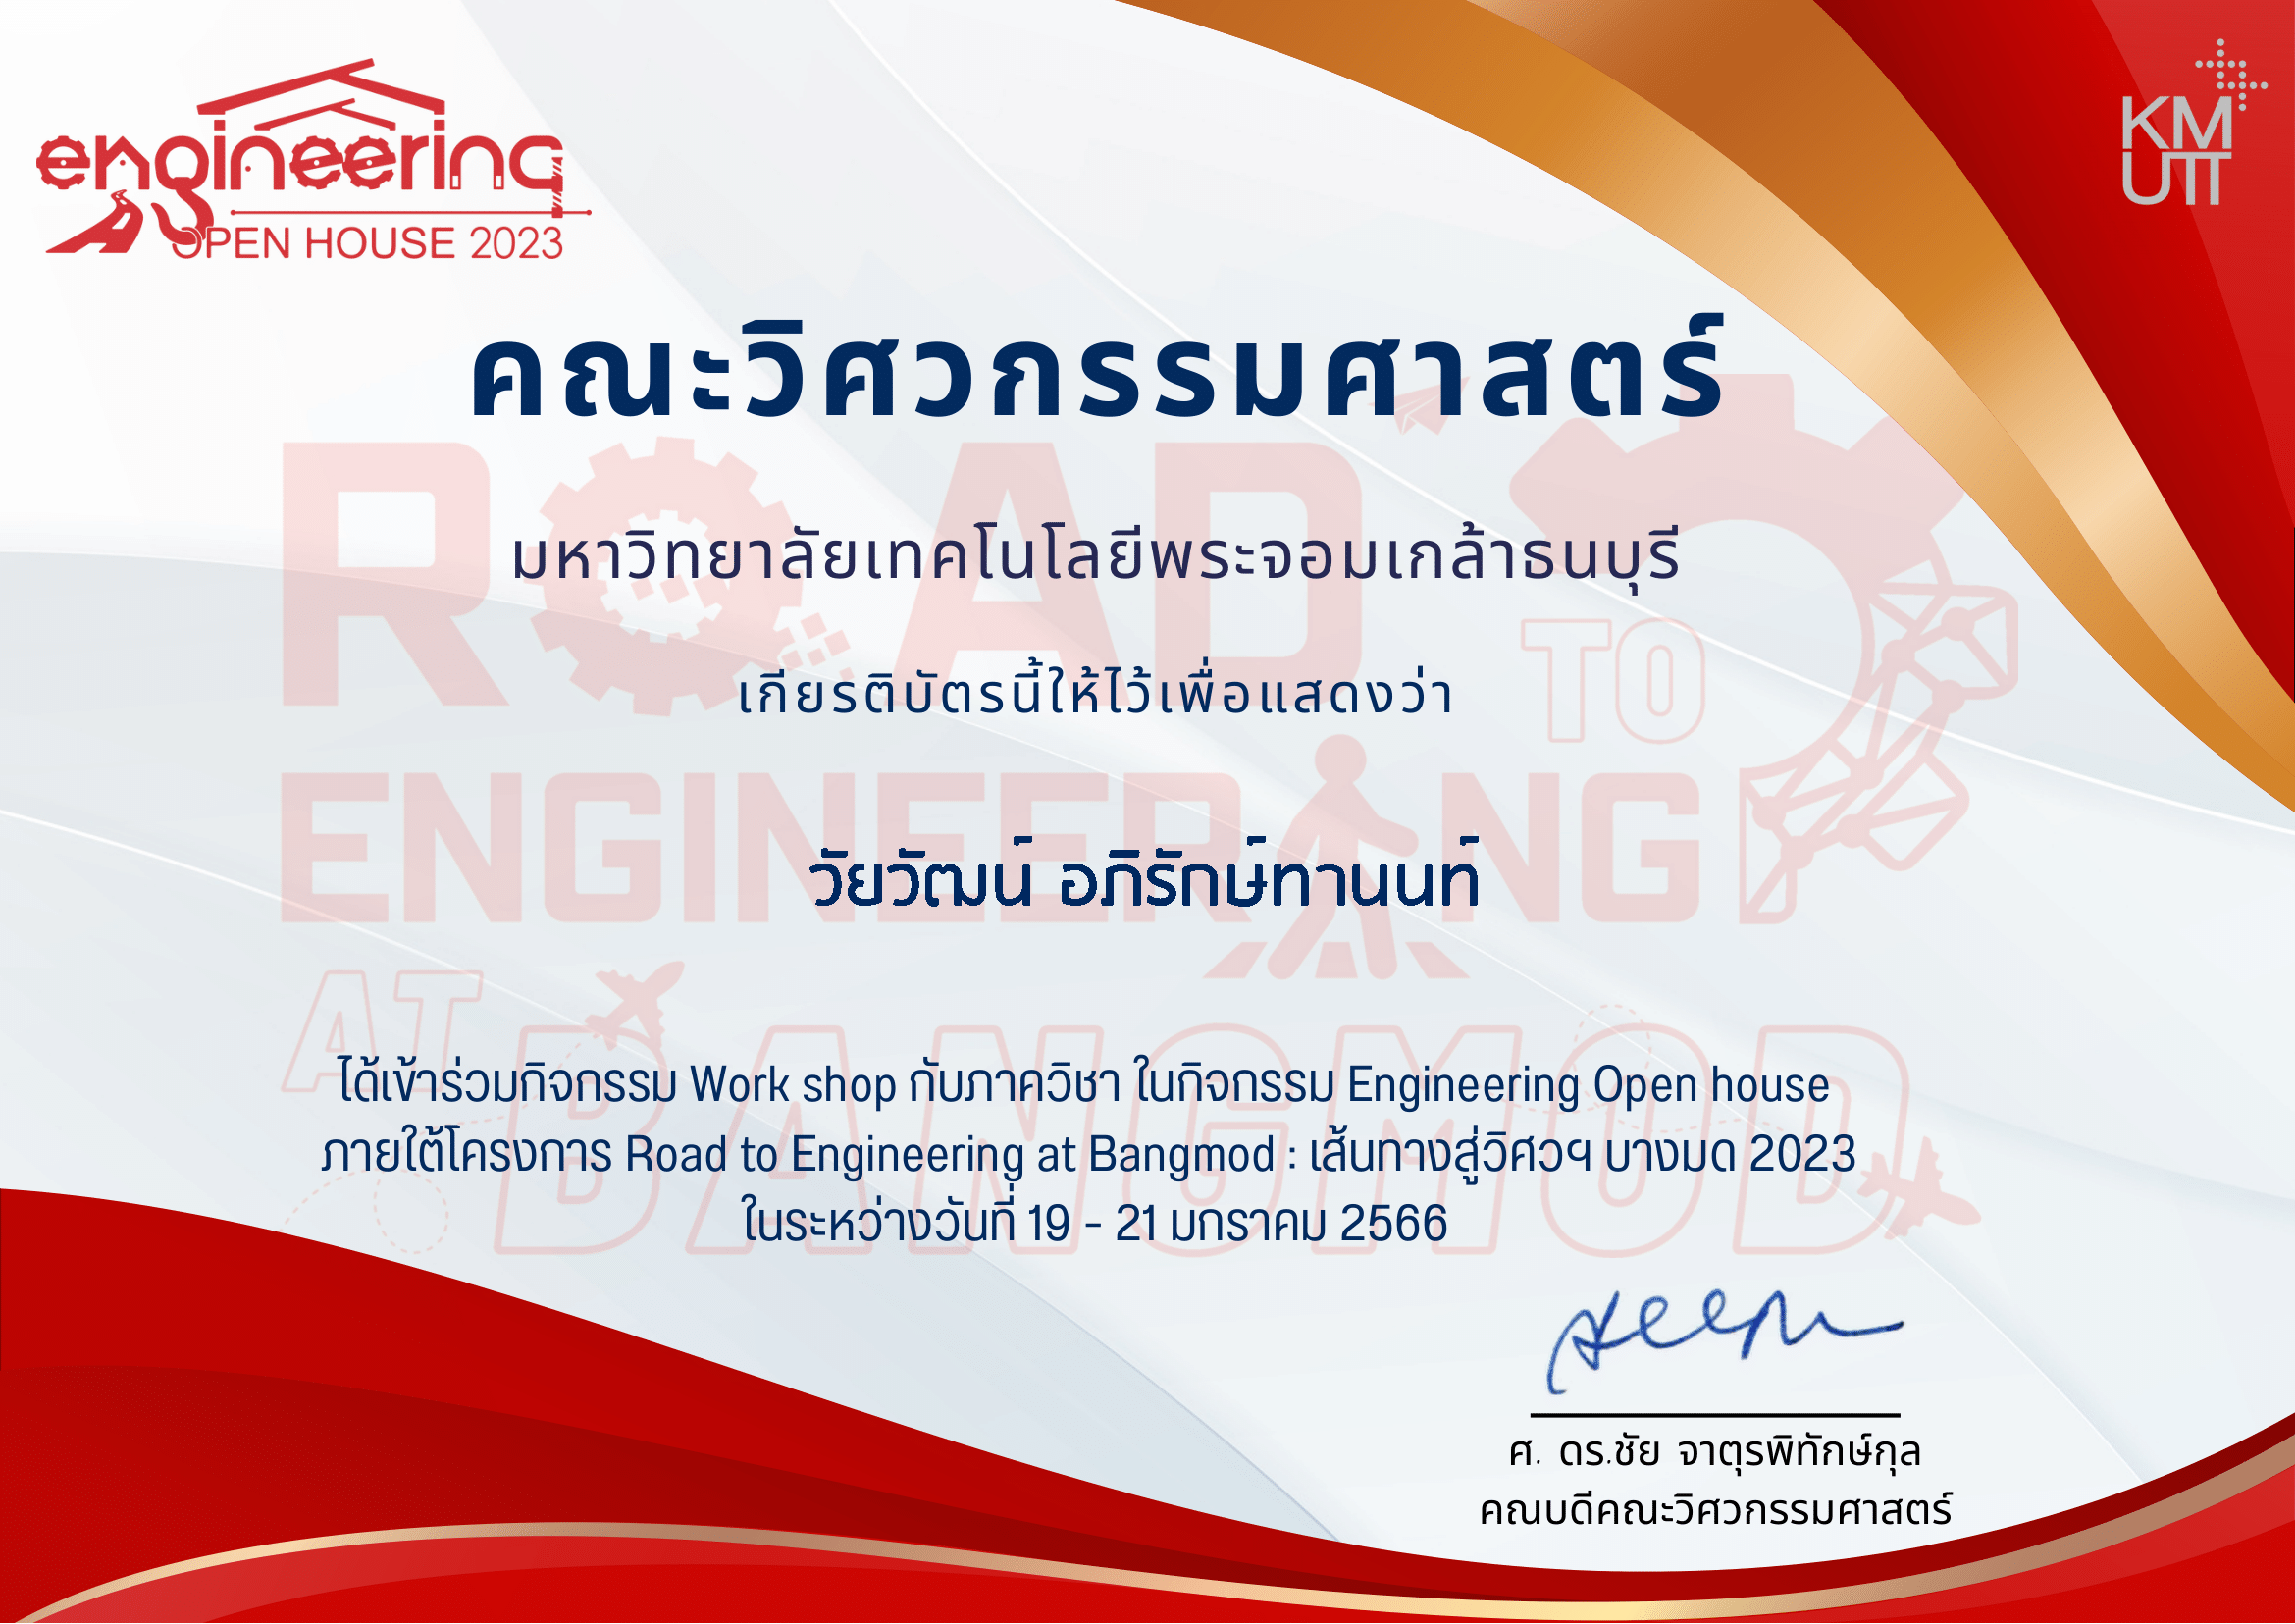 engineering
OPEN HOUSE 2023
KM
UTT
คณะวิศวกรรมศาสตร์
มหาวิทยาลัยเทคโนโลยีพระจอมเกล้าธนบุรี
เกียรติบัตรนี้ให้ไว้เพื่อแสดงว่า
วัยวัฒน์ อภิรักษ์ทานนท์
ได้เข้าร่วมกิจกรรม Work shop กับภาควิชา ในกิจกรรม Engineering Open house
ภายใต้โครงการ Road to Engineering at Bangmod : เส้นทางสู่วิศวฯ บางมด 2023
ในระหว่างวันที่ 19 - 21 มกราคม 2566
ROAD TO
ENGINEERING
AT BANGMOD
ศ. ดร.ชัย จาตุรพิทักษ์กุล
คณบดีคณะวิศวกรรมศาสตร์